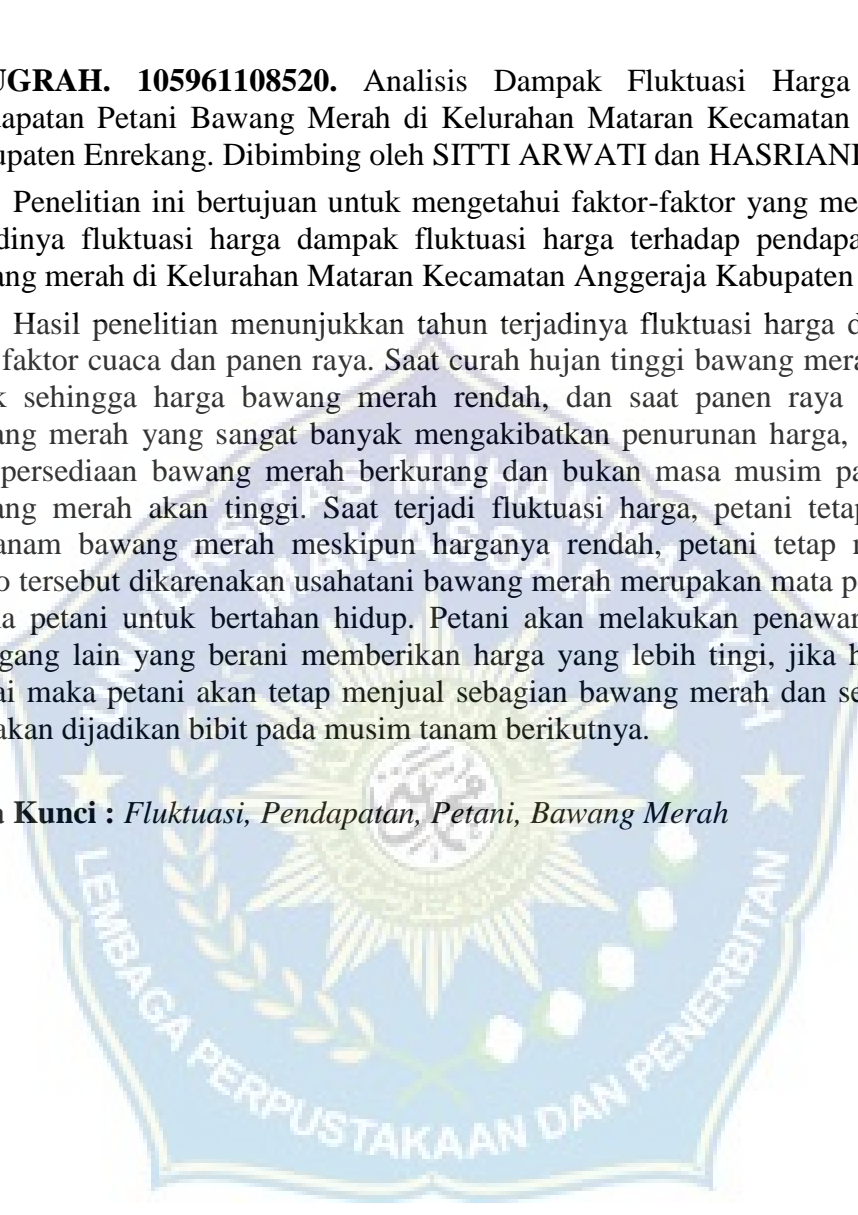 UGRAH. 105961108520. Analisis Dampak Fluktuasi Harga
dapatan Petani Bawang Merah di Kelurahan Mataran Kecamatan
upaten Enrekang. Dibimbing oleh SITTI ARWATI dan HASRIANI
Penelitian ini bertujuan untuk mengetahui faktor-faktor yang me
dinya fluktuasi harga dampak fluktuasi harga terhadap pendapa
ang merah di Kelurahan Mataran Kecamatan Anggeraja Kabupaten
Hasil penelitian menunjukkan tahun terjadinya fluktuasi harga d
faktor cuaca dan panen raya. Saat curah hujan tinggi bawang mera
k sehingga harga bawang merah rendah, dan saat panen raya
ang merah yang sangat banyak mengakibatkan penurunan harga,
persediaan bawang merah berkurang dan bukan masa musim pa
ang merah akan tinggi. Saat terjadi fluktuasi harga, petani tetap
anam bawang merah meskipun harganya rendah, petani tetap
o tersebut dikarenakan usahatani bawang merah merupakan mata p
a petani untuk bertahan hidup. Petani akan melakukan penawar
gang lain yang berani memberikan harga yang lebih tingi, jika h
ai maka petani akan tetap menjual sebagian bawang merah dan se
akan dijadikan bibit pada musim tanam berikutnya.
a Kunci : Fluktuasi, Pendapatan, Petani, Bawang Merah
UNIVERSITAS MUHAMMADIYAH
MAKASSAR
LEMBAGA PERPUSTAKAAN DAN PENERBITAN